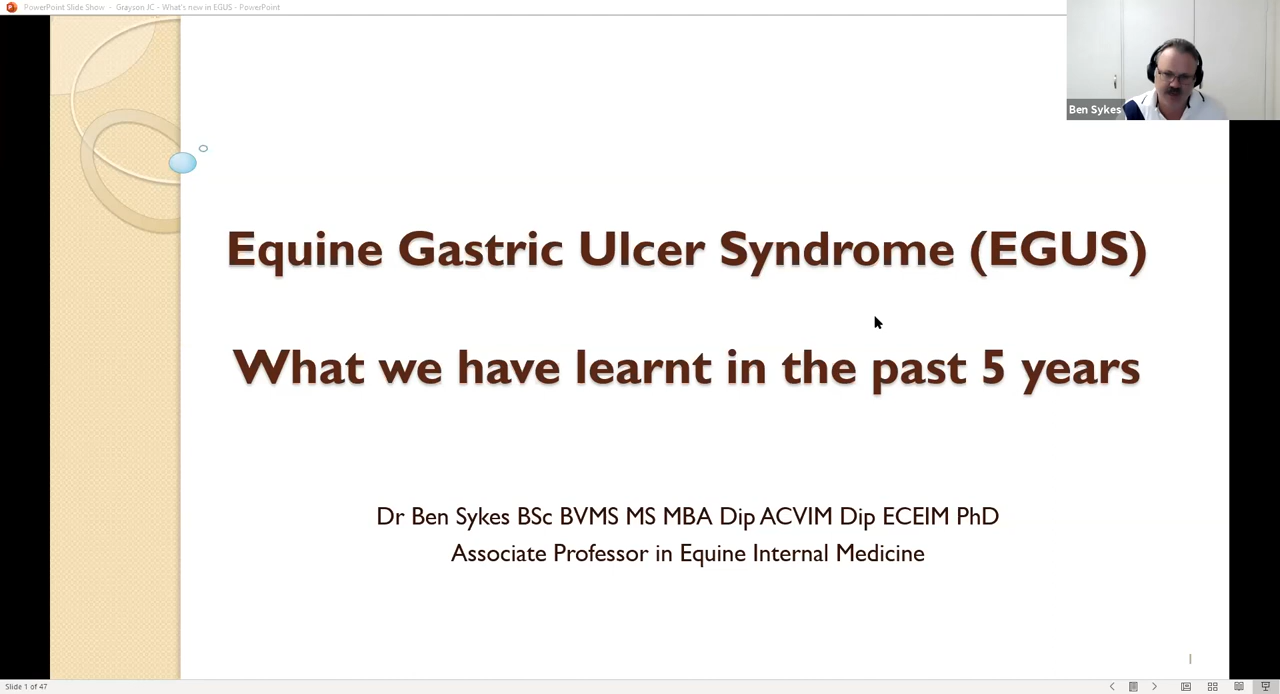 PowerPoint Slide Show - Grayson JC - What's new in EGUS - PowerPoint
Ben Sykes
Equine Gastric Ulcer Syndrome (EGUS)
What we have learnt in the past 5 years
Dr Ben Sykes BSc BVMS MS MBA Dip ACVIM Dip ECEIM PhD
Associate Professor in Equine Internal Medicine
1
Slide 1 of 47